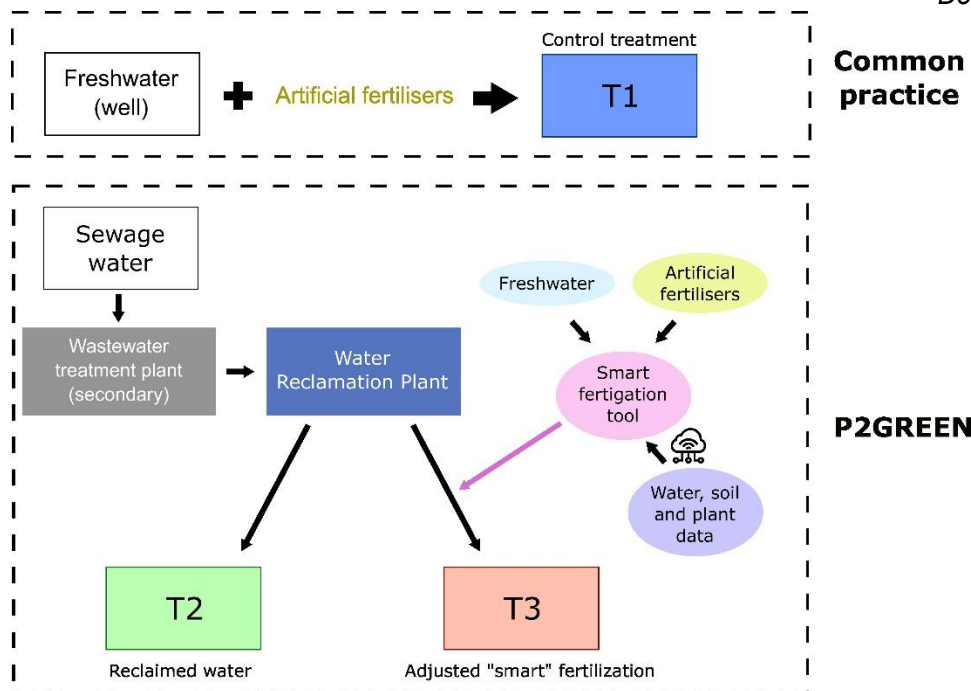 Control treatment
Freshwater
(well)
Artificial fertilisers
T1
Common
practice
Sewage
water
Wastewater
treatment plant
(secondary)
Water
Reclamation Plant
Freshwater
Artificial
fertilisers
Smart
fertigation
tool
Water, soil
and plant
data
P2GREEN
T2
Reclaimed water
T3
Adjusted "smart" fertilization